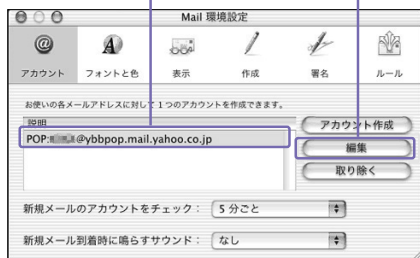 Mail 環境設定
アカウント フォントと色 表示 作成 署名 ルール
お使いの各メールアドレスに対して1つのアカウントを作成できます。
説明
アカウント作成
POP: @ybbpop.mail.yahoo.co.jp
編集
取り除く
新規メールのアカウントをチェック： 5 分ごと
新規メール到着時に鳴らすサウンド： なし